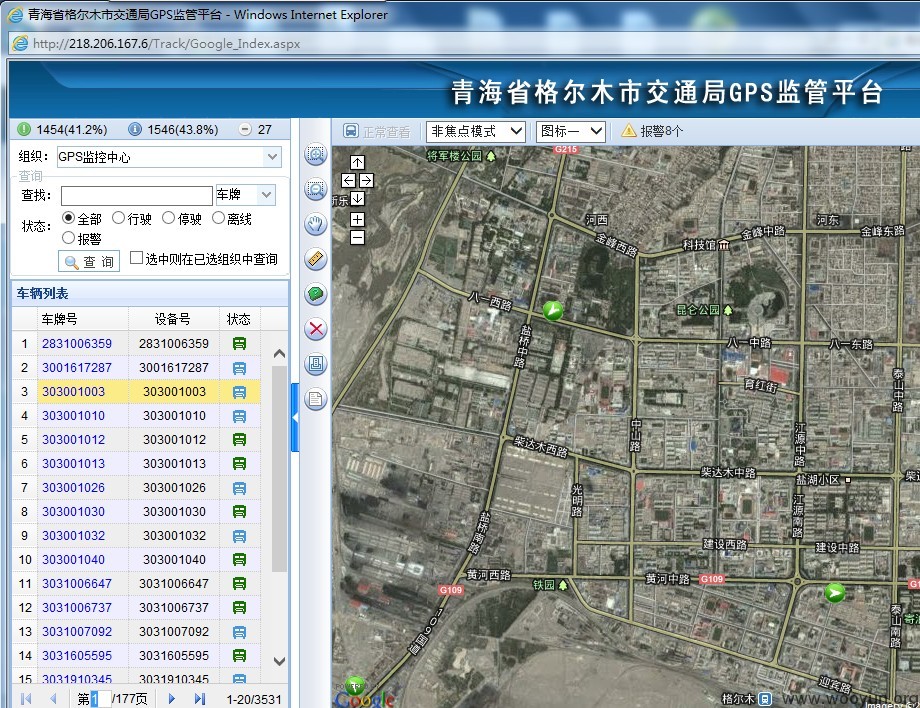 青海省格尔木市交通局GPS监管平台 - Windows Internet Explorer
http://218.206.167.6/Track/Google_Index.aspx
青海省格尔木市交通局GPS监管平台
1454(41.2%) 1546(43.8%) 27
正常查看 非焦点模式 图标一 报警8个
组织: GPS监控中心
查询
查找: 车牌
状态: 全部 行驶 停驶 离线
报警
查 询 选中则在已选组织中查询
车辆列表
车牌号 设备号 状态
1 2831006359 2831006359
2 3001617287 3001617287
3 303001003 303001003
4 303001010 303001010
5 303001012 303001012
6 303001013 303001013
7 303001026 303001026
8 303001030 303001030
9 303001032 303001032
10 303001040 303001040
11 3031006647 3031006647
12 3031006737 3031006737
13 3031007092 3031007092
14 3031605595 3031605595
15 3031910345 3031910345
第1/177页 1-20/3531
将军楼公园
G215
新乐
河西
河东
金峰西路
科技馆
金峰中路
金峰东路
八一西路
昆仑公园
盐桥中路
八一中路
八一东路
育红街
泰山中路
中山路
江源中路
柴达木西路
柴达木中路
盐湖小区
光明路
江源南路
盐桥南路
建设西路
建设中路
黄河西路
铁园
黄河中路
G109
G109
109国道
泰山南路
迎宾路
格尔木
Google
www.wooyun.org